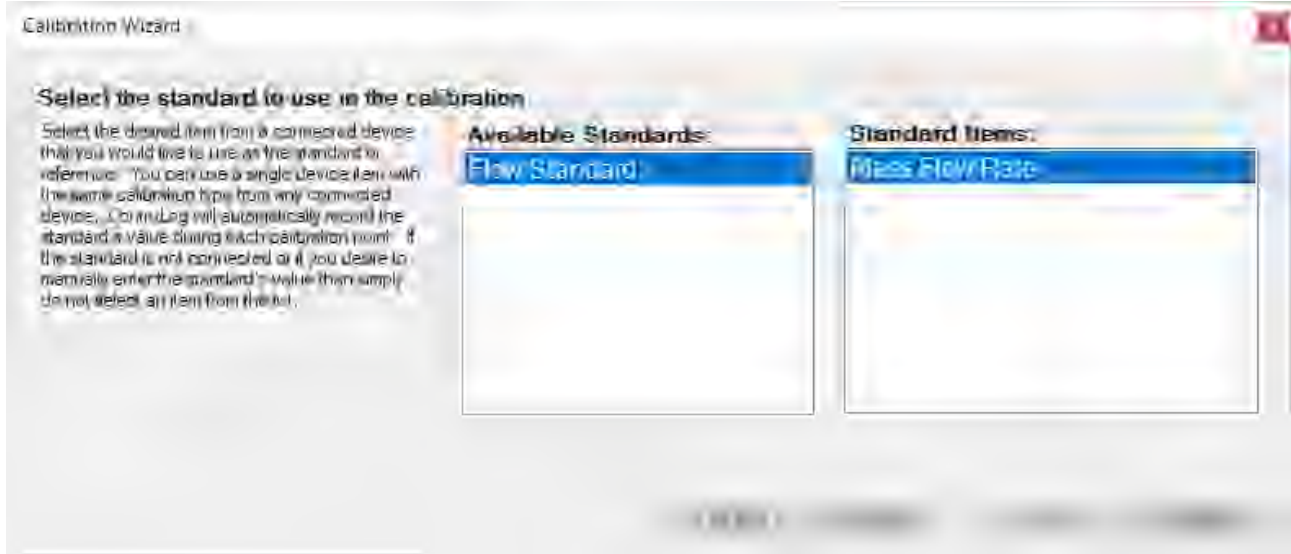 Calibration Wizard
Select the standard to use in the calibration
Select the desired item from a connected device
that you would like to use as the standard or
reference. You can use a single device item with
the same calibration type from any connected
device. will automatically record the
standard's value during each calibration point. If
the standard is not connected or if you desire to
manually enter the standard's value then simply
do not select an item from the list.
Available Standards:
Flow Standard
Standard Items:
Mass Flow Rate